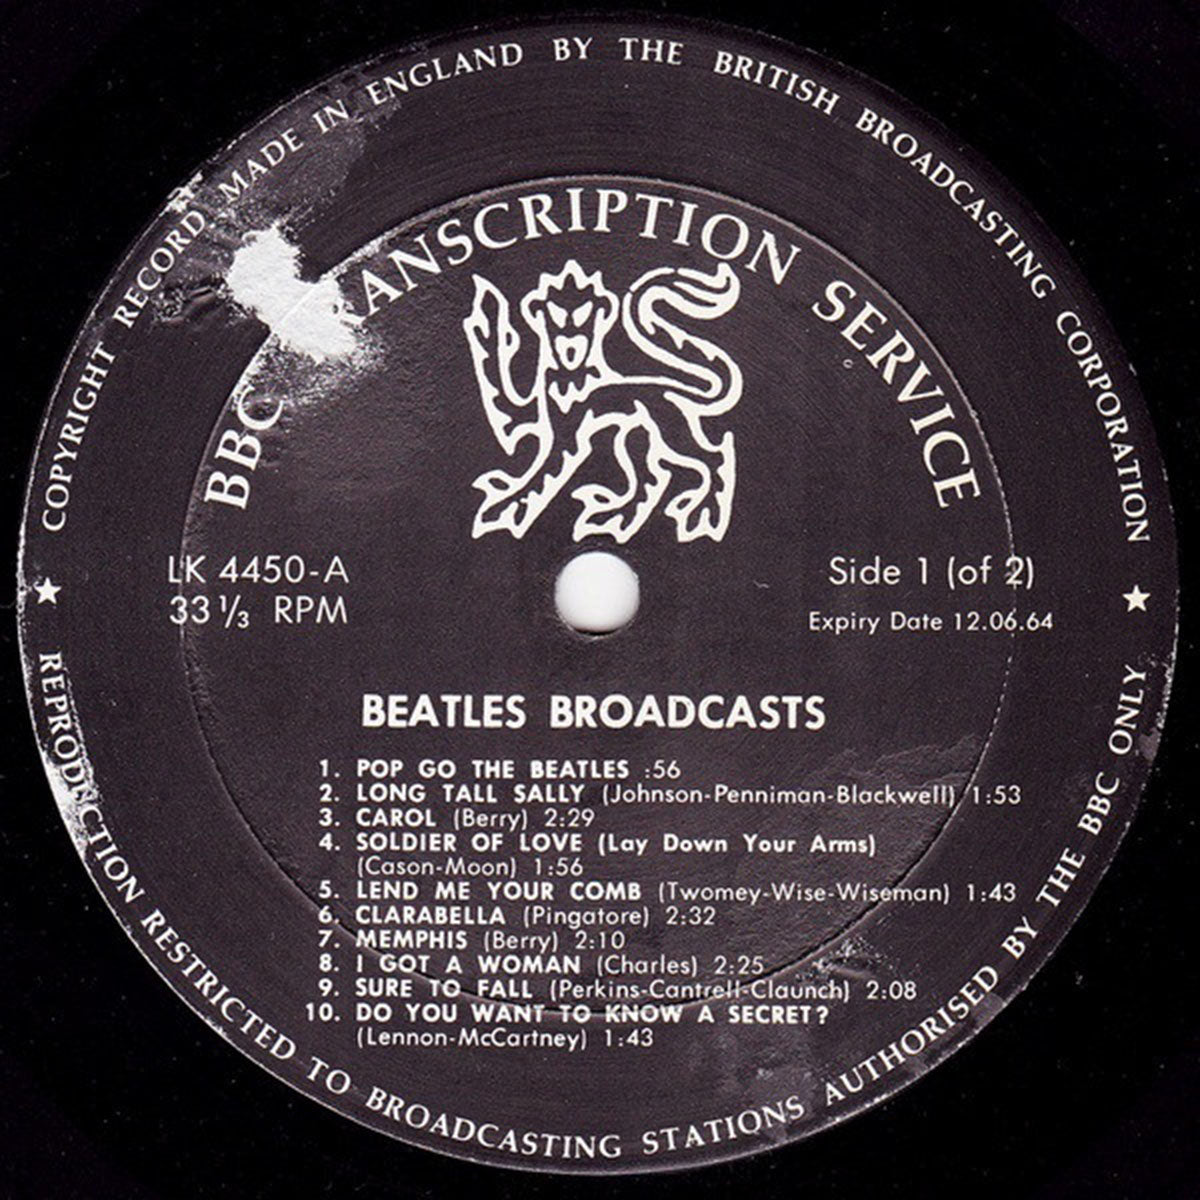 COPYRIGHT RECORD MADE IN ENGLAND BY THE BRITISH BROADCASTING CORPORATION
BBC TRANSCRIPTION SERVICE
LK 4450-A
33 1/3 RPM
Side 1 (of 2)
Expiry Date 12.06.64
BEATLES BROADCASTS
1. POP GO THE BEATLES :56
2. LONG TALL SALLY (Johnson-Penniman-Blackwell) 1:53
3. CAROL (Berry) 2:29
4. SOLDIER OF LOVE (Lay Down Your Arms)
(Cason-Moon) 1:56
5. LEND ME YOUR COMB (Twomey-Wise-Wiseman) 1:43
6. CLARABELLA (Pingatore) 2:32
7. MEMPHIS (Berry) 2:10
8. I GOT A WOMAN (Charles) 2:25
9. SURE TO FALL (Perkins-Cantrell-Claunch) 2:08
10. DO YOU WANT TO KNOW A SECRET?
(Lennon-McCartney) 1:43
REPRODUCTION RESTRICTED TO BROADCASTING STATIONS AUTHORISED BY THE BBC ONLY